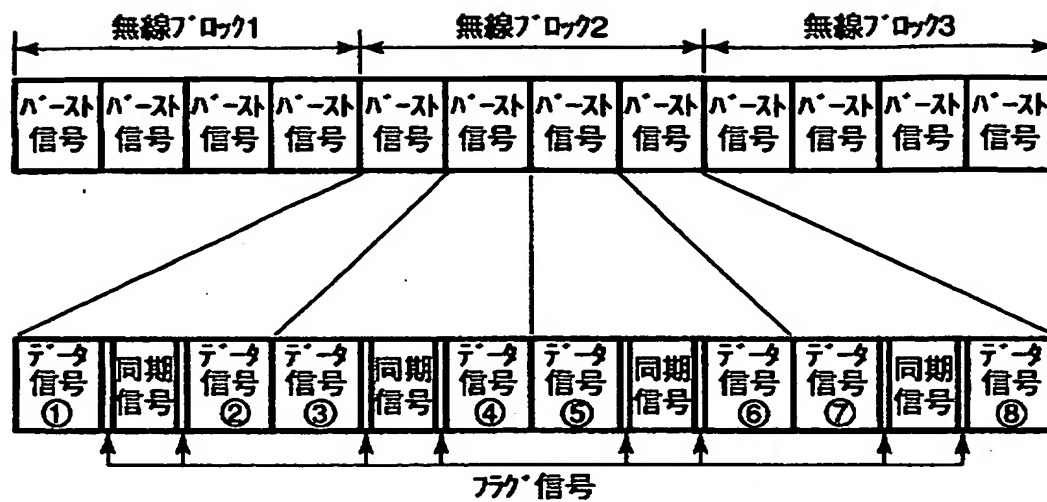 無線ブロック1 無線ブロック2 無線ブロック3
バースト バースト バースト バースト バースト バースト バースト バースト バースト バースト バースト バースト
信号 信号 信号 信号 信号 信号 信号 信号 信号 信号 信号 信号
データ信号① 同期信号 データ信号② データ信号③ 同期信号 データ信号④ データ信号⑤ 同期信号 データ信号⑥ データ信号⑦ 同期信号 データ信号⑧
フラグ信号